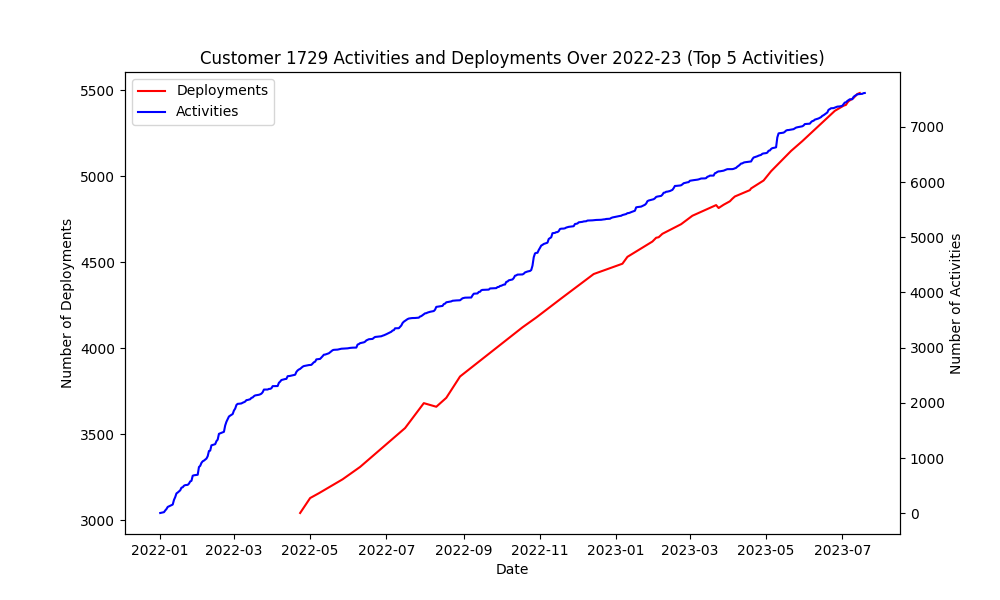 Customer 1729 Activities and Deployments Over 2022-23 (Top 5 Activities)
Deployments
Activities
Number of Deployments
5500
5000
4500
4000
3500
3000
7000
6000
5000
4000
3000
2000
1000
0
Number of Activities
2022-01 2022-03 2022-05 2022-07 2022-09 2022-11 2023-01 2023-03 2023-05 2023-07
Date